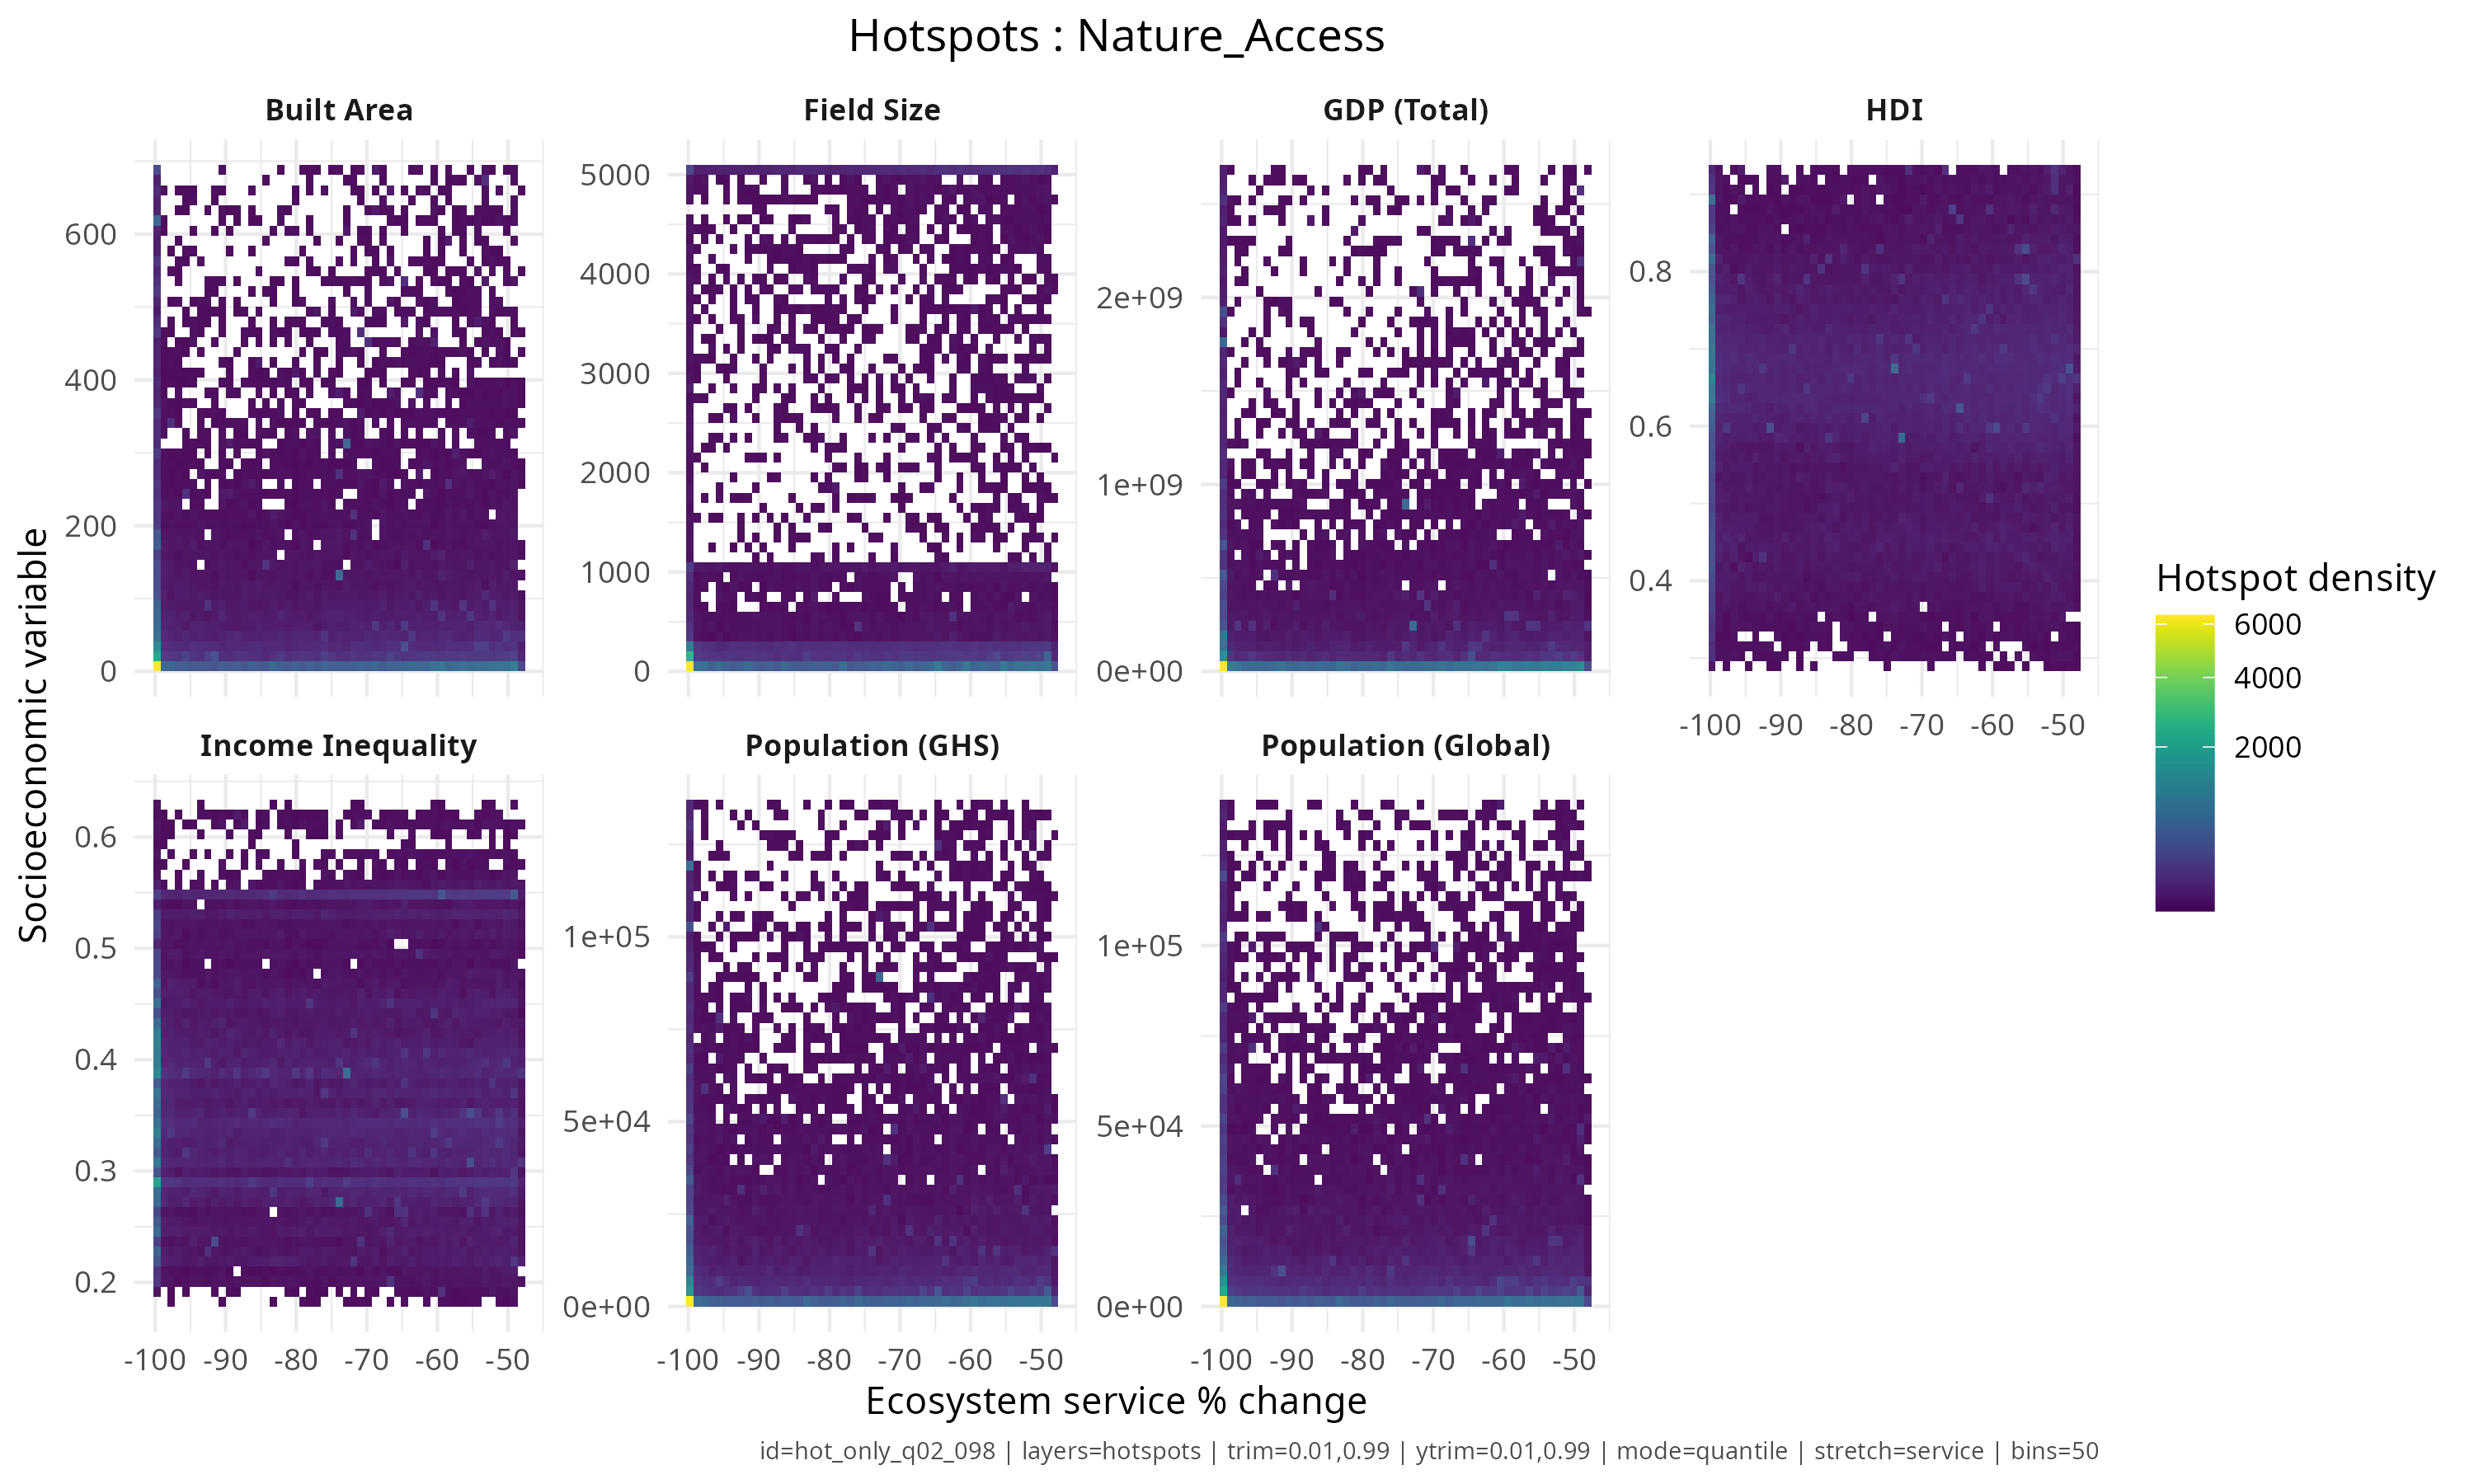 Hotspots : Nature_Access
Built Area
Field Size
GDP (Total)
HDI
600
400
200
0
5000
4000
3000
2000
1000
0
2e+09
1e+09
0e+00
0.8
0.6
0.4
-100 -90 -80 -70 -60 -50
Socioeconomic variable
Income Inequality
Population (GHS)
Population (Global)
0.6
0.5
0.4
0.3
0.2
1e+05
5e+04
0e+00
1e+05
5e+04
0e+00
-100 -90 -80 -70 -60 -50
-100 -90 -80 -70 -60 -50
-100 -90 -80 -70 -60 -50
Ecosystem service % change
Hotspot density
6000
4000
2000
id=hot_only_q02_098 | layers=hotspots | trim=0.01,0.99 | ytrim=0.01,0.99 | mode=quantile | stretch=service | bins=50